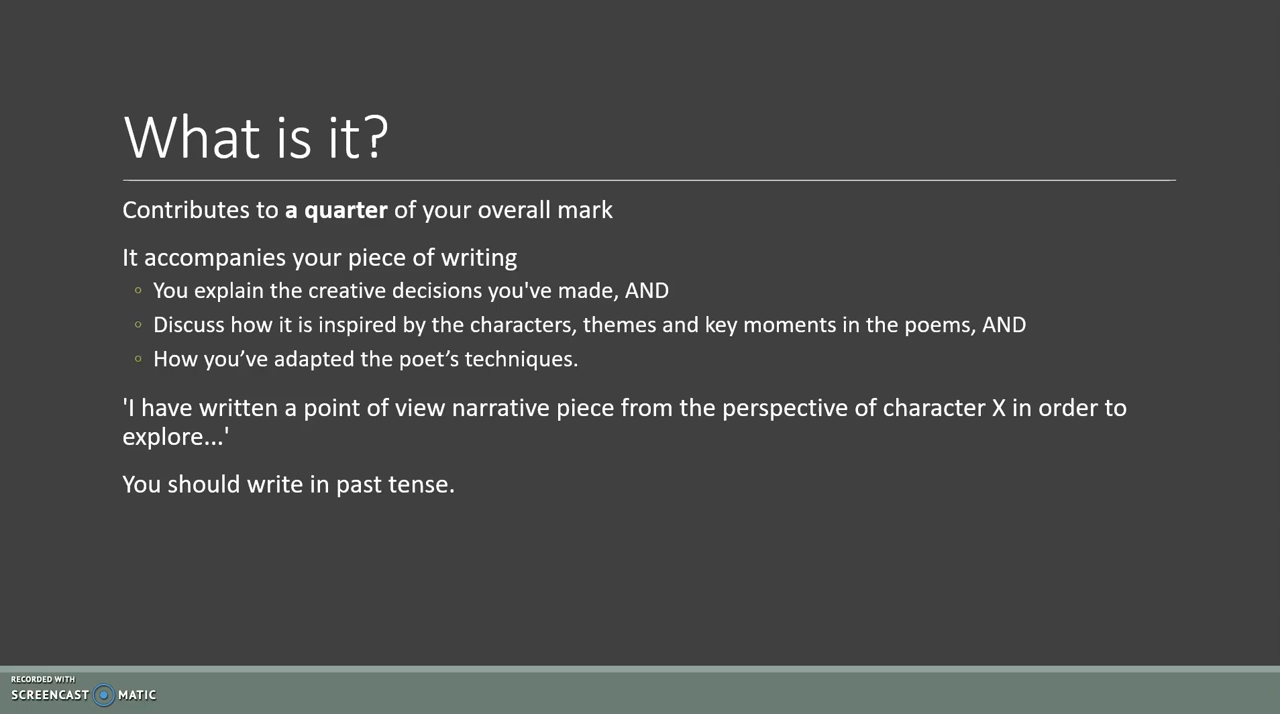 What is it?
Contributes to a quarter of your overall mark
It accompanies your piece of writing
◦ You explain the creative decisions you've made, AND
◦ Discuss how it is inspired by the characters, themes and key moments in the poems, AND
◦ How you’ve adapted the poet’s techniques.
'I have written a point of view narrative piece from the perspective of character X in order to
explore...'
You should write in past tense.
RECORDED WITH
SCREENCAST MATIC